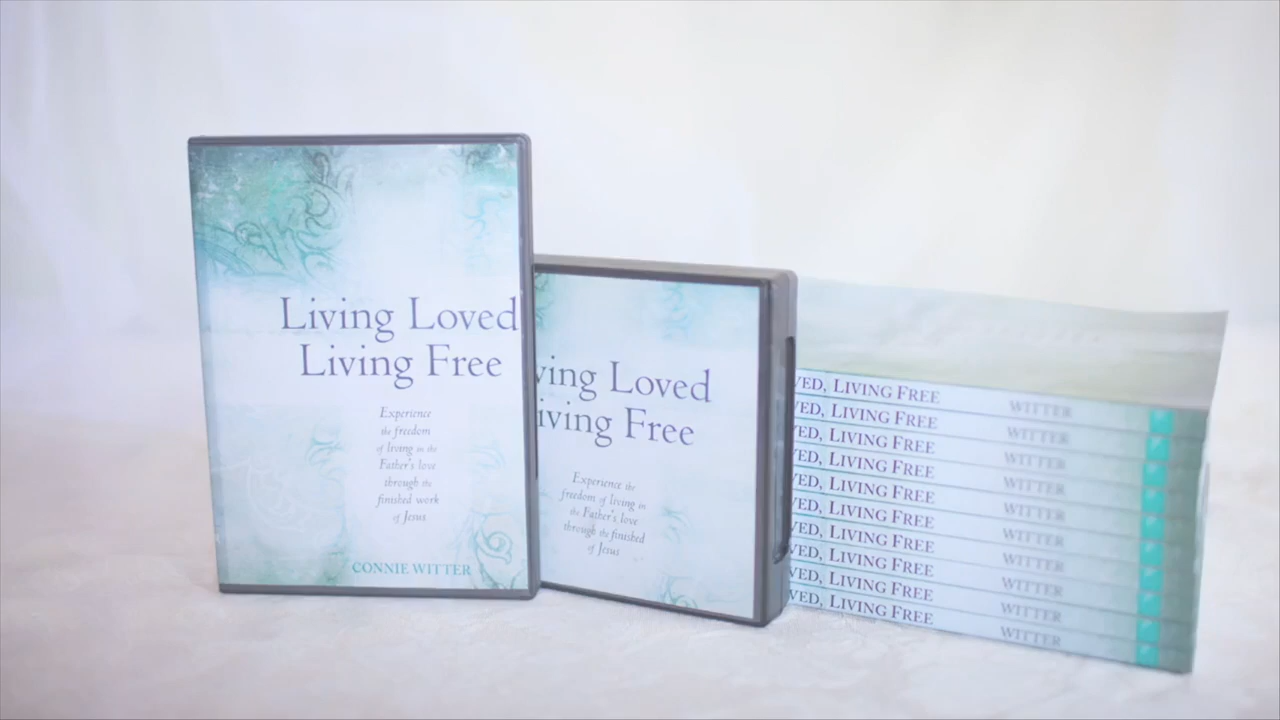 Living Loved
Living Free
Experience
the freedom
of living in the
Father's love
through the
finished work
of Jesus
CONNIE WITTER
ving Loved
iving Free
Experience the
freedom of living in
the Father's love
through the finished
of Jesus
VED, LIVING FREE WITTER
VED, LIVING FREE WITTER
VED, LIVING FREE WITTER
VED, LIVING FREE WITTER
VED, LIVING FREE WITTER
VED, LIVING FREE WITTER
VED, LIVING FREE WITTER
VED, LIVING FREE WITTER
VED, LIVING FREE WITTER
VED, LIVING FREE WITTER